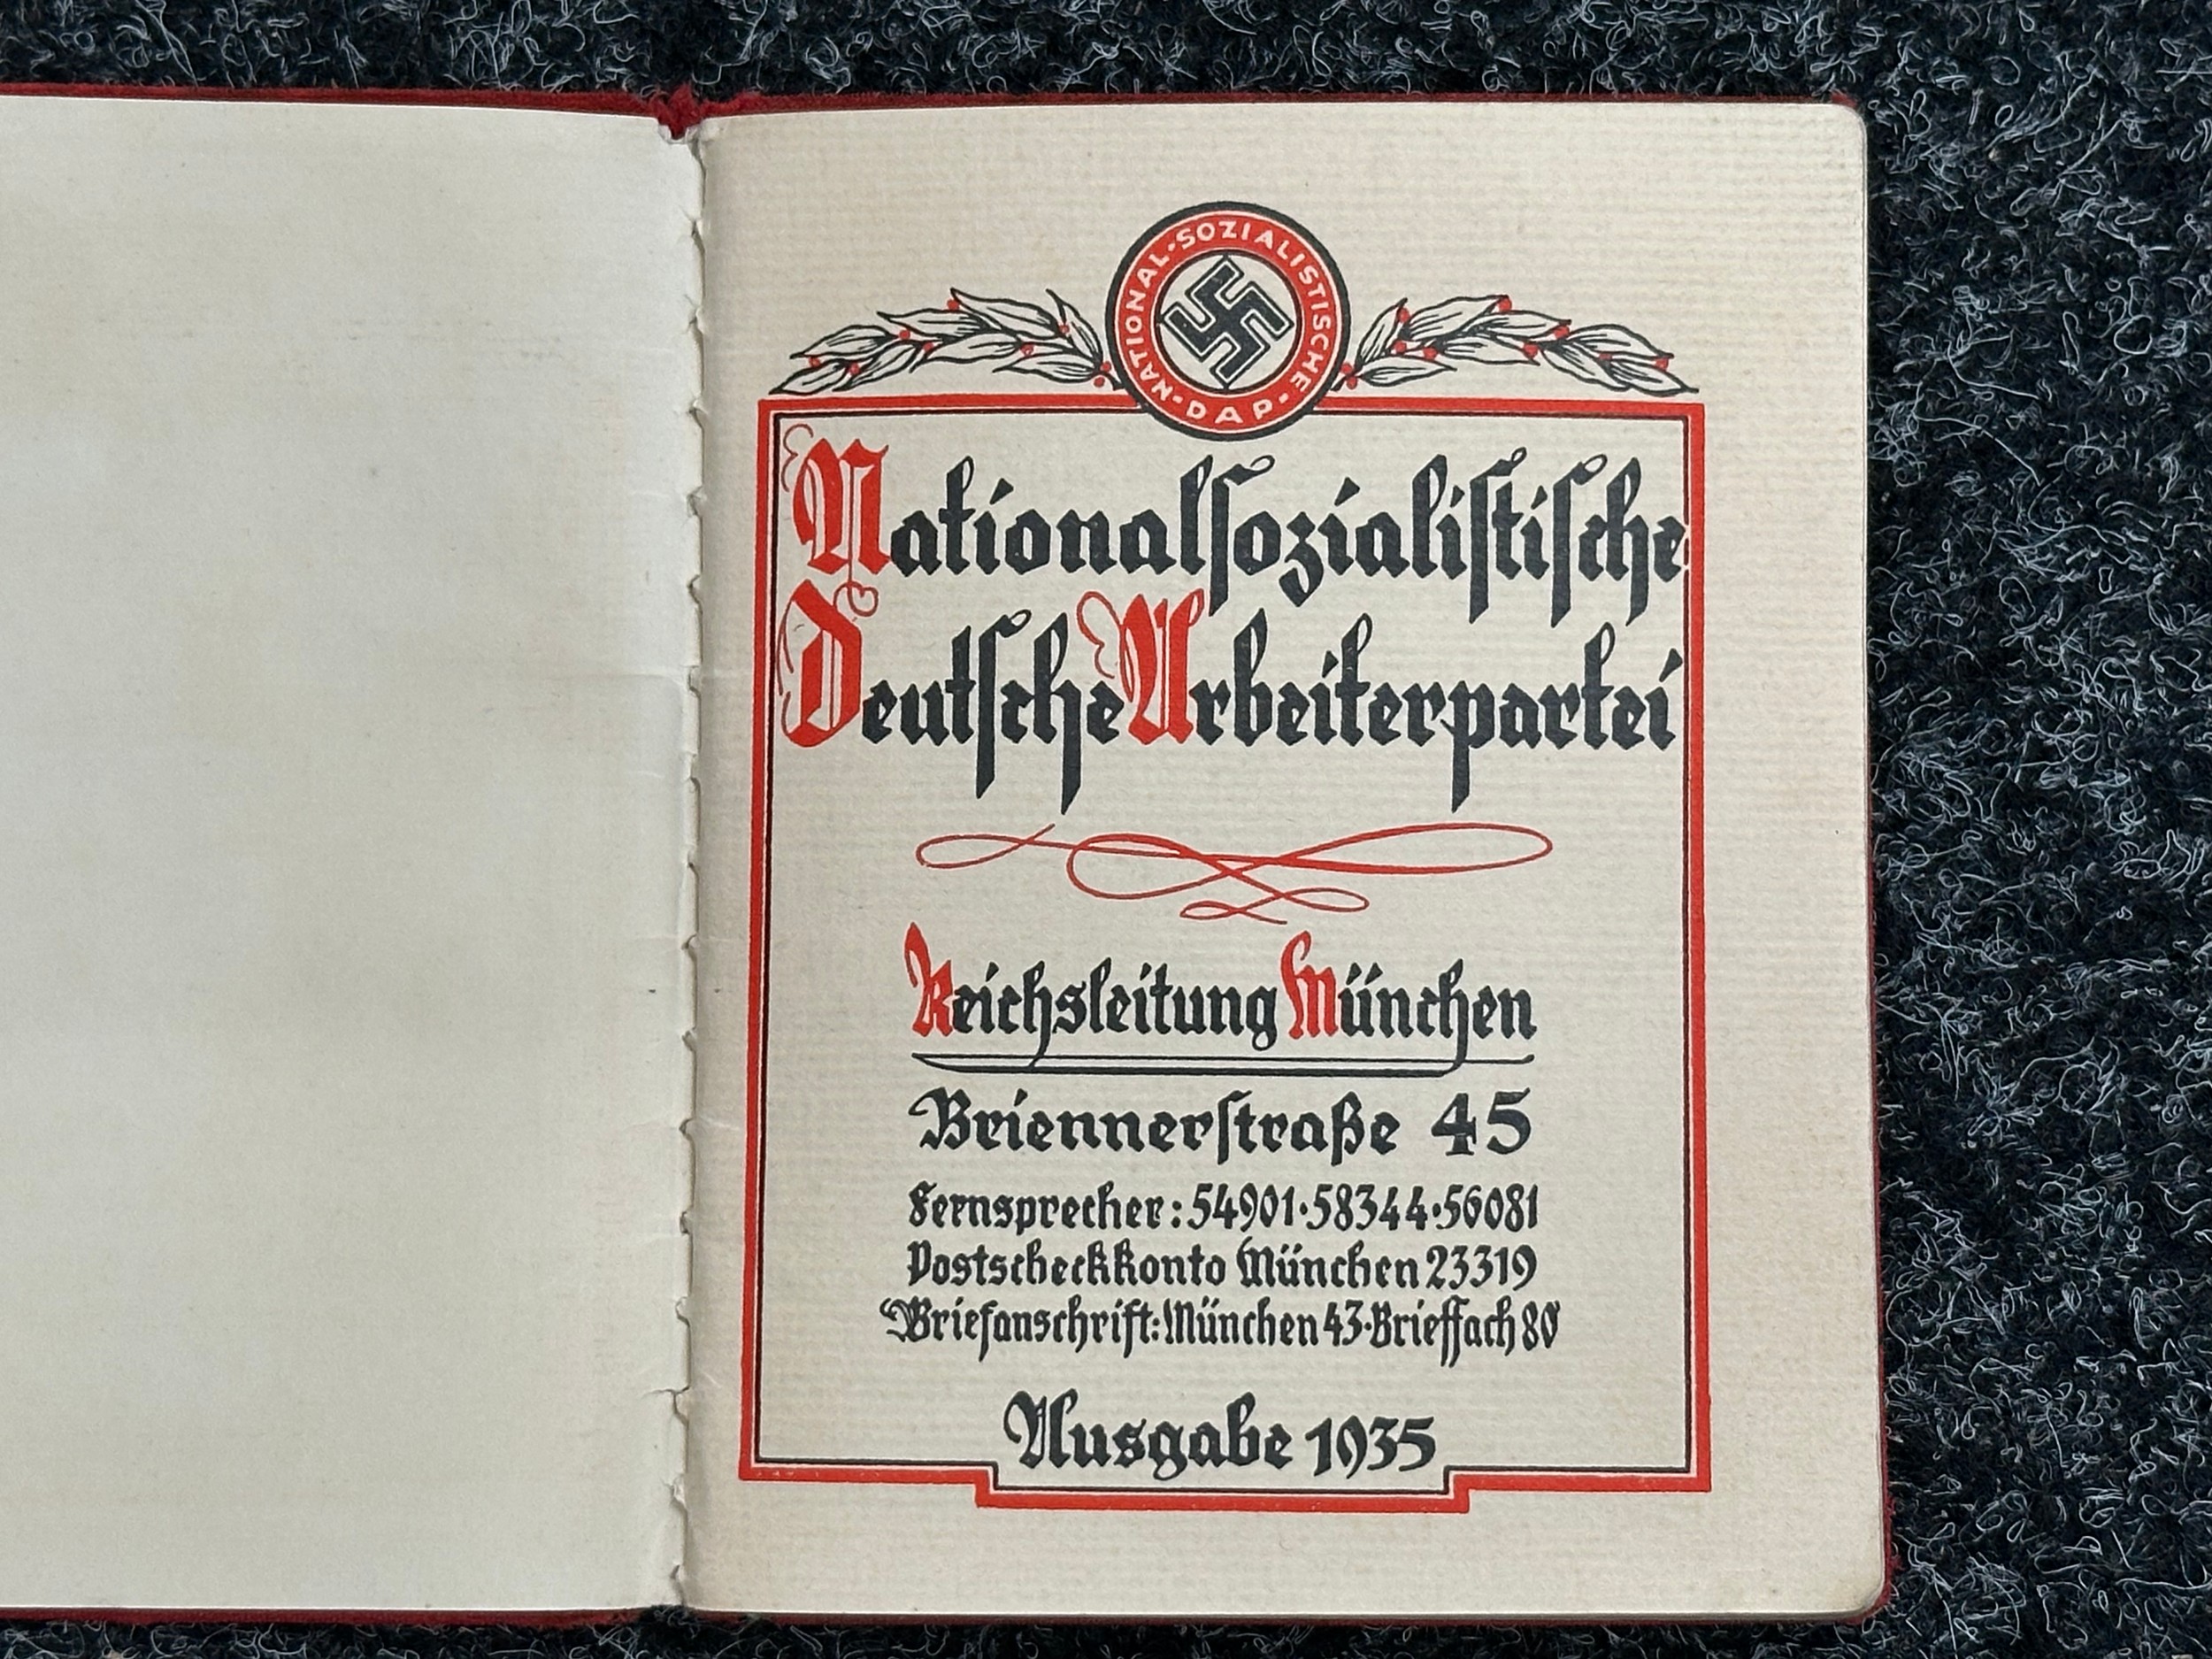 NATIONAL-SOZIALISTISCHE-DAP-
Nationalsozialistische
Deutsche Arbeiterpartei
Reichsleitung München
Briennerstraße 45
Fernsprecher: 54901·58344·56081
Postscheckkonto München 23319
Briefanschrift: München 43·Brieffach 80
Ausgabe 1935